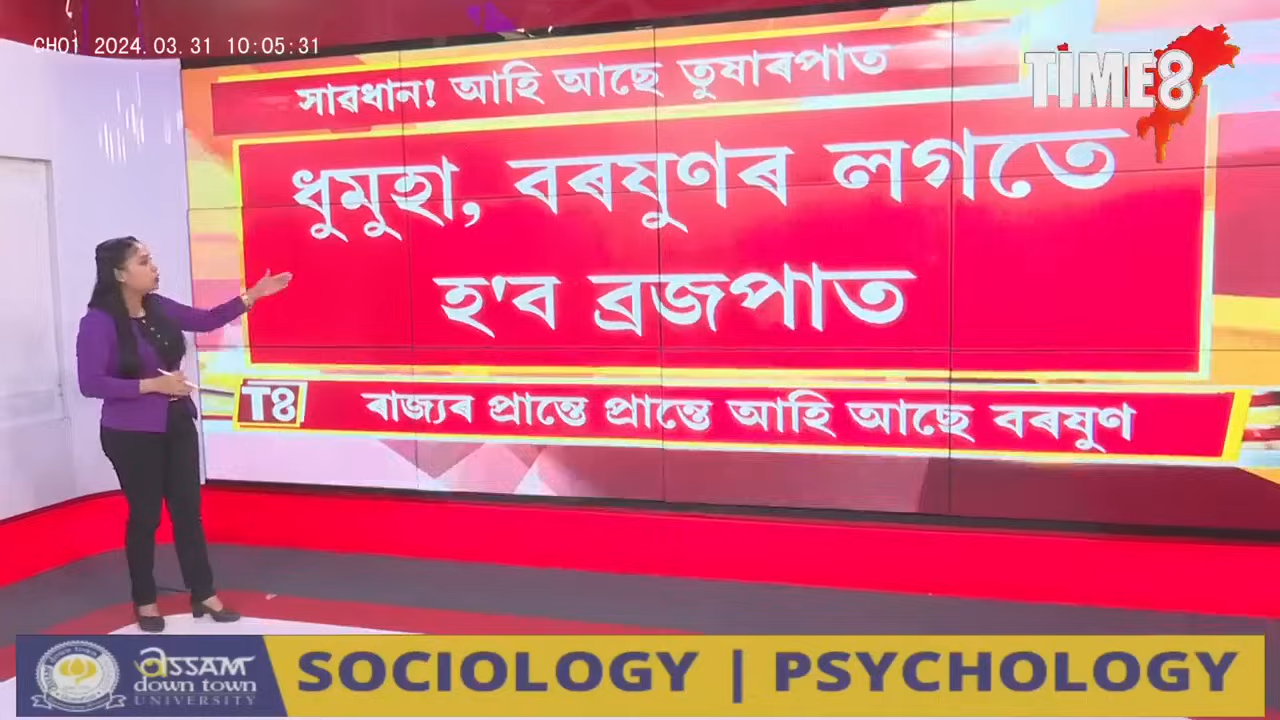 CH01 2024.03.31 10:05:31
TIME8
সাৱধান! আহি আছে তুষাৰপাত
ধুমুহা, বৰষুণৰ লগতে
হ'ব ব্ৰজপাত
T8 ৰাজ্যৰ প্ৰান্তে প্ৰান্তে আহি আছে বৰষুণ
ASSAM
down town
UNIVERSITY
SOCIOLOGY | PSYCHOLOGY